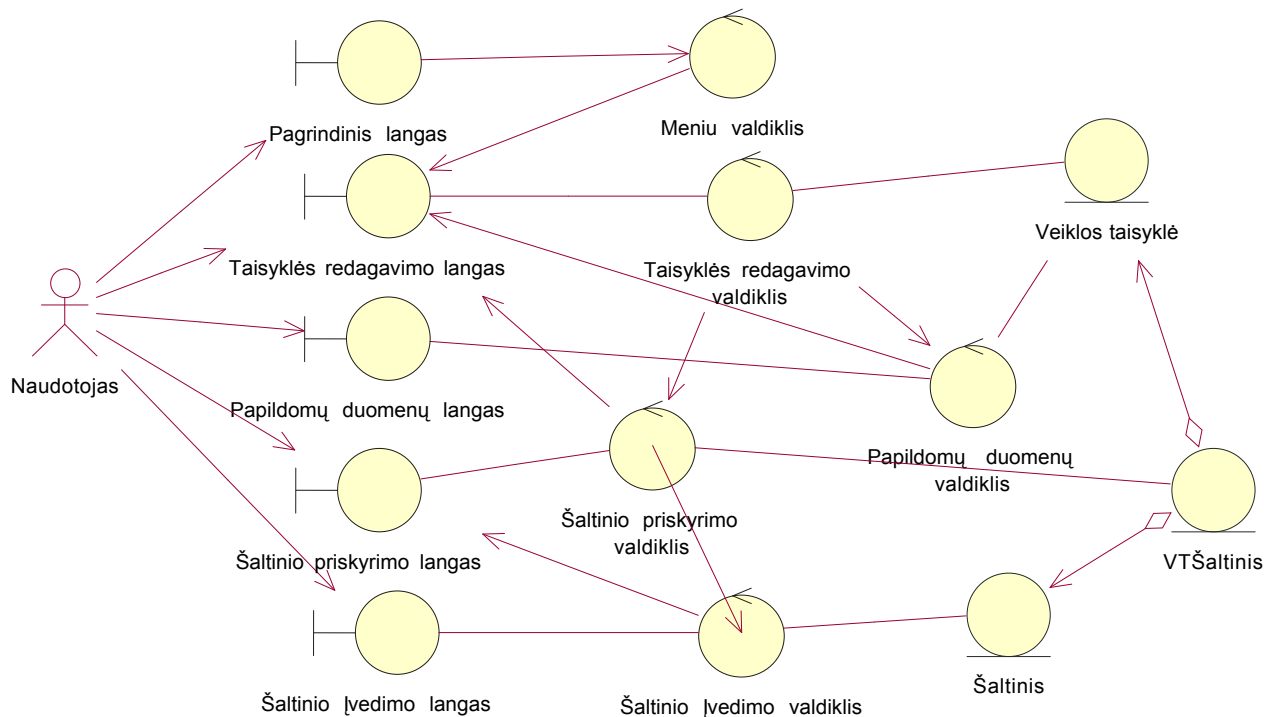 Pagrindinis langas
Meniu valdiklis
Veiklos taisyklė
Taisyklės redagavimo langas
Taisyklės redagavimo
valdiklis
Naudotojas
Papildomų duomenų langas
Papildomų duomenų
valdiklis
Šaltinio priskyrimo
valdiklis
Šaltinio priskyrimo langas
VTŠaltinis
Šaltinis
Šaltinio Įvedimo langas
Šaltinio Įvedimo valdiklis